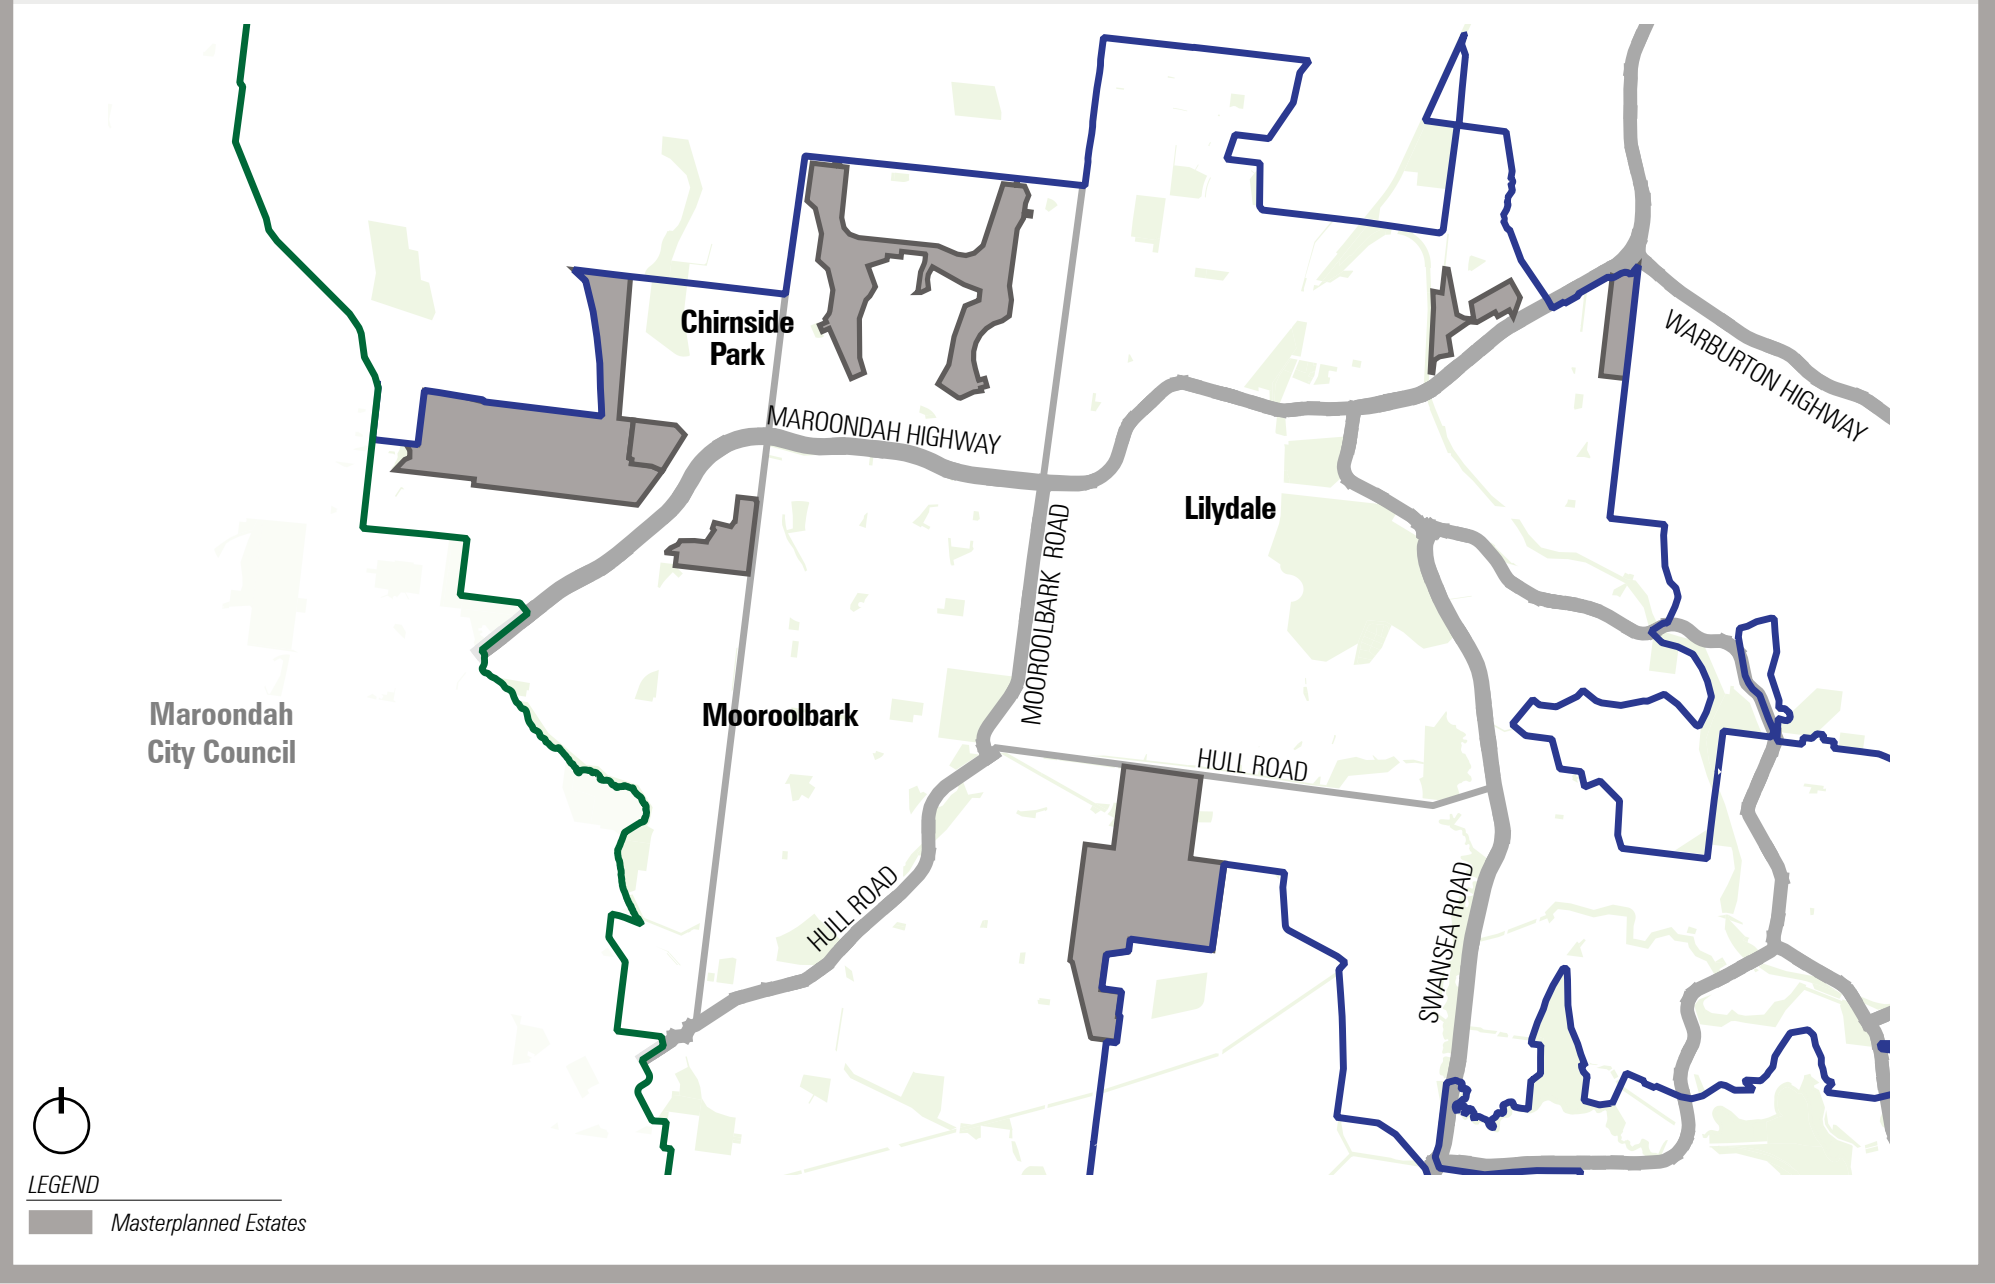 Chirnside
Park
MAROONDAH HIGHWAY
WARBURTON HIGHWAY
Lilydale
MOOROOLBARK ROAD
Maroondah
City Council
Mooroolbark
HULL ROAD
HULL ROAD
SWANSEA ROAD
LEGEND
Masterplanned Estates